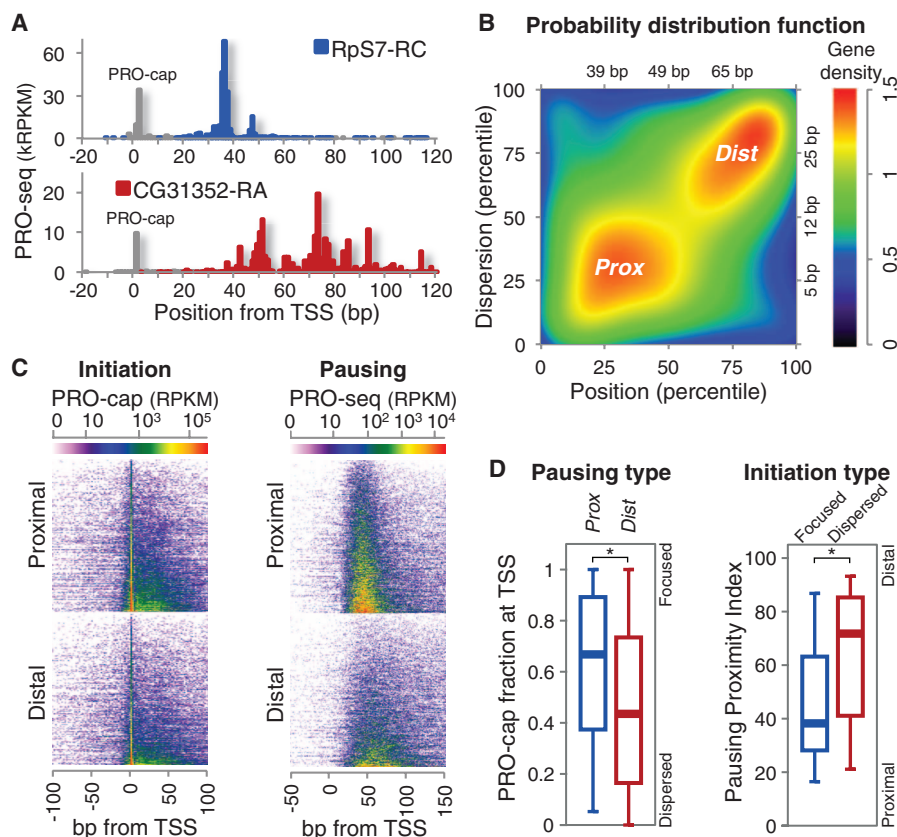 A
PRO-seq (kRPKM)
60
30
0
PRO-cap
RpS7-RC
-20 0 20 40 60 80 100 120
20
10
0
CG31352-RA
PRO-cap
-20 0 20 40 60 80 100 120
Position from TSS (bp)
B
Probability distribution function
39 bp 49 bp 65 bp
Gene density
Dispersion (percentile)
100
75
50
25
0
Dist
Prox
25 bp
12 bp
5 bp
1.5
1
0.5
0
0 25 50 75 100
Position (percentile)
C
Initiation
PRO-cap (RPKM)
0 10 10³ 10⁵
Proximal
Distal
-100 -50 0 50 100
bp from TSS
Pausing
PRO-seq (RPKM)
0 10 10² 10³ 10⁴
-50 0 50 100 150
bp from TSS
D
Pausing type
Prox Dist
*
PRO-cap fraction at TSS
1
0.8
0.6
0.4
0.2
0
Focused
Dispersed
Initiation type
Focused
Dispersed
*
Pausing Proximity Index
100
80
60
40
20
0
Distal
Proximal